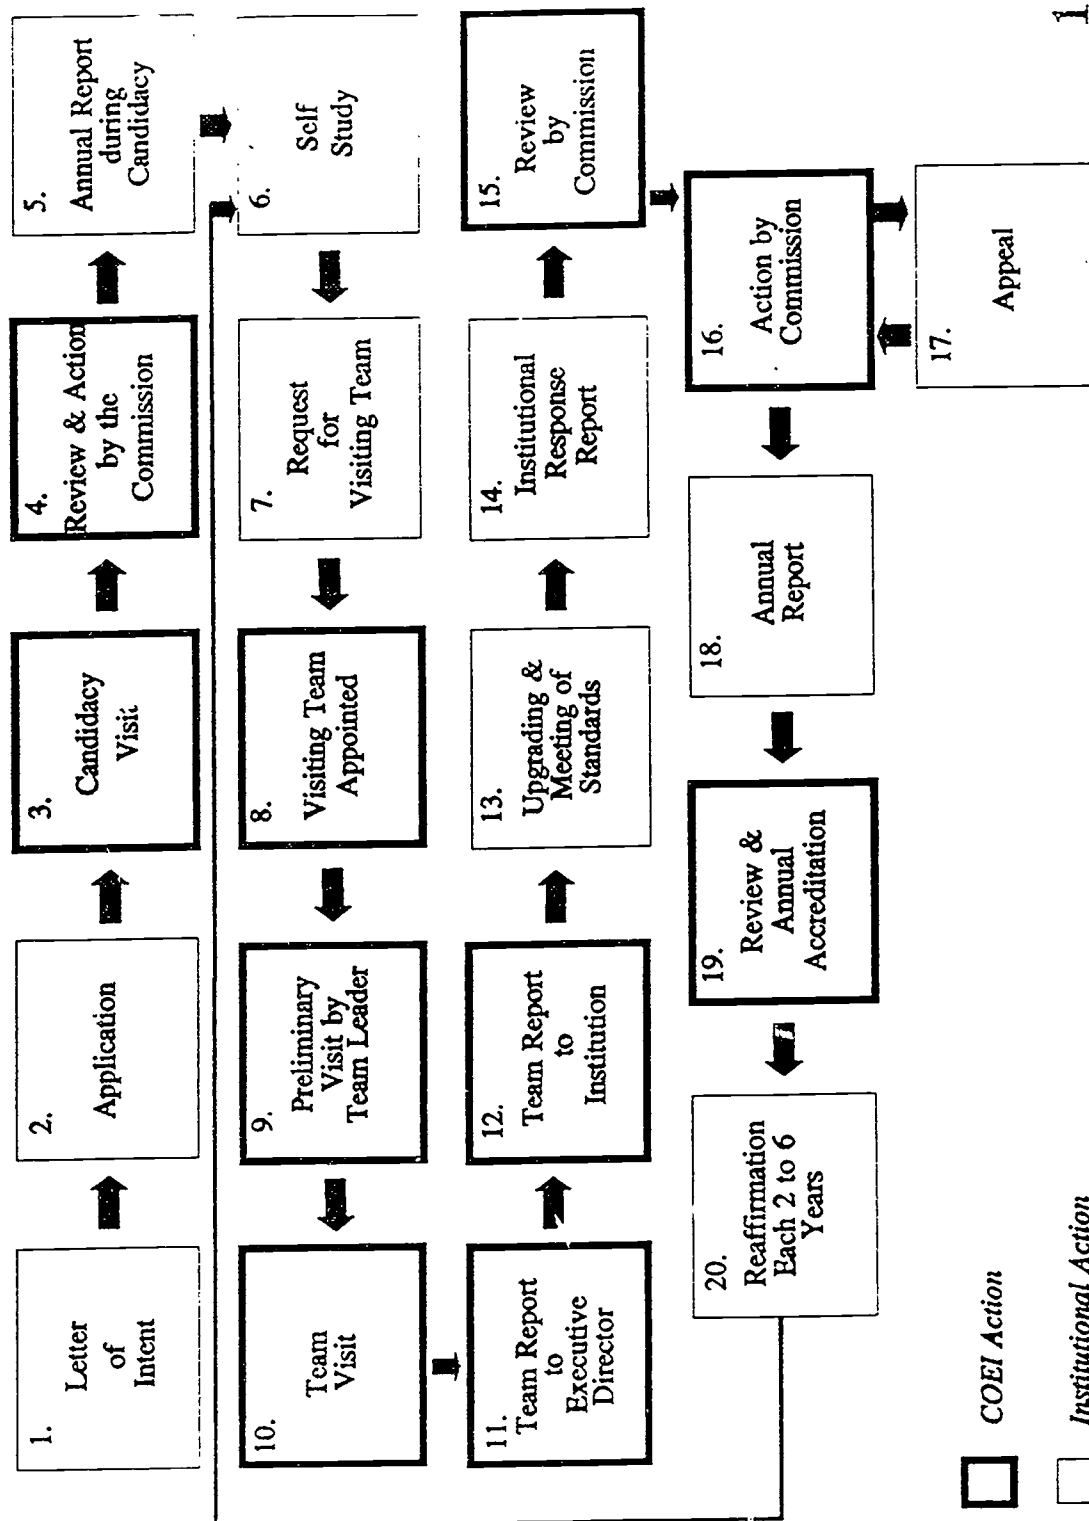 1.
Letter
of
Intent
2.
Application
3.
Candidacy
Visit
4.
Review & Action
by the
Commission
5.
Annual Report
during
Candidacy
6.
Self
Study
7.
Request
for
Visiting Team
8.
Visiting Team
Appointed
9.
Preliminary
Visit by
Team Leader
10.
Team
Visit
11.
Team Report
to
Executive
Director
12.
Team Report
to
Institution
13.
Upgrading &
Meeting of
Standards
14.
Institutional
Response
Report
15.
Review
by
Commission
16.
Action by
Commission
17.
Appeal
18.
Annual
Report
19.
Review &
Annual
Accreditation
20.
Reaffirmation
Each 2 to 6
Years
COEI Action
Institutional Action